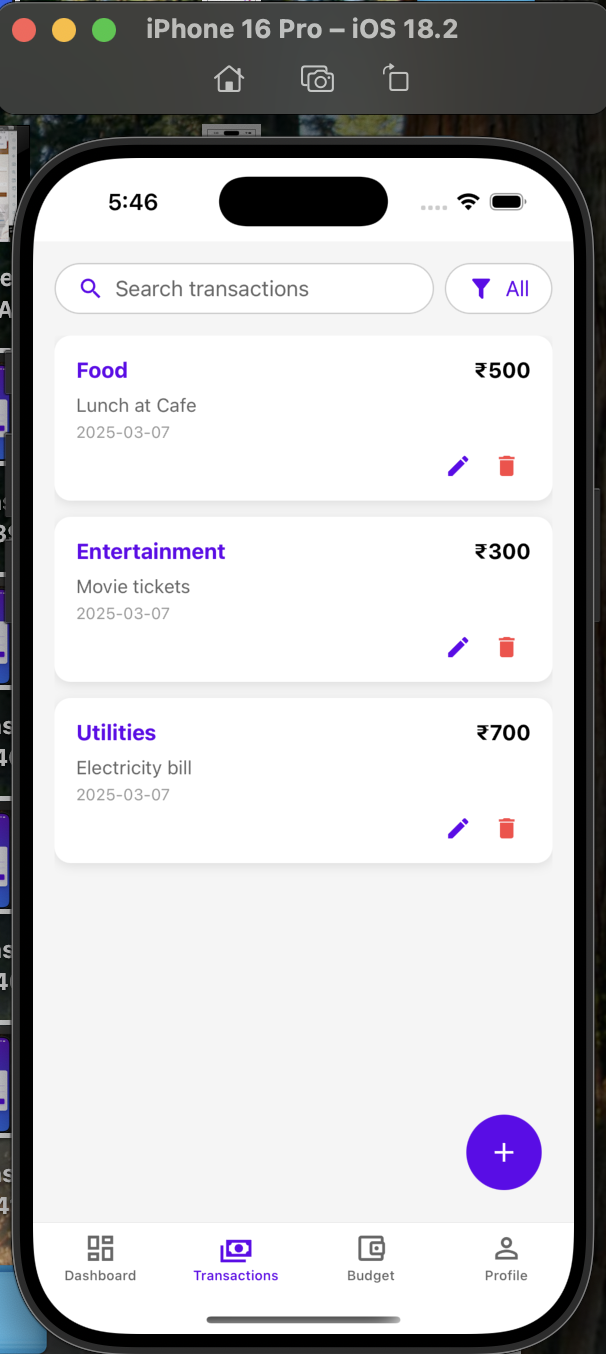 iPhone 16 Pro – iOS 18.2
5:46
Search transactions
All
Food ₹500
Lunch at Cafe
2025-03-07
Entertainment ₹300
Movie tickets
2025-03-07
Utilities ₹700
Electricity bill
2025-03-07
+
Dashboard Transactions Budget Profile